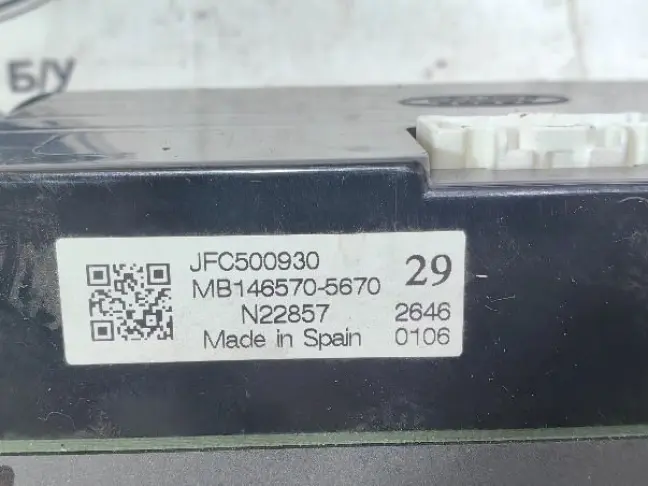 Б/У
JFC500930
29
MB146570-5670
N22857
2646
Made in Spain
0106